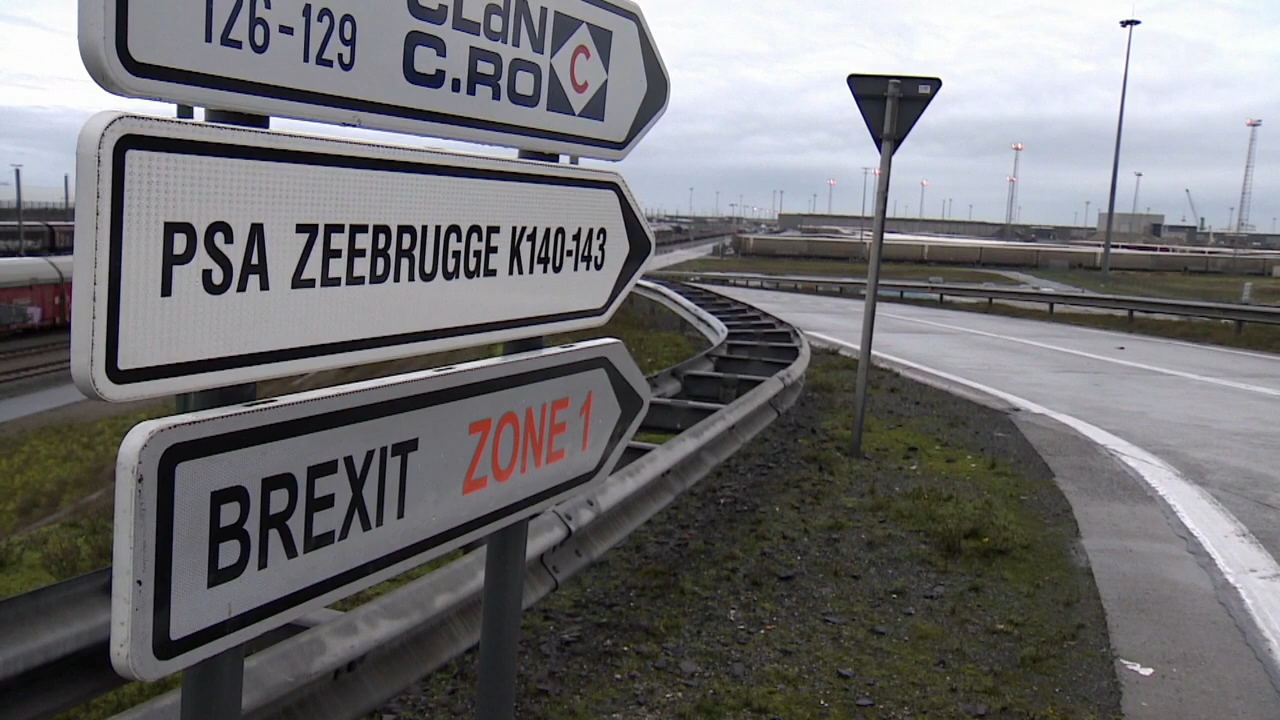 126-129
CLdN
C.RO
C
PSA ZEEBRUGGE K140-143
BREXIT ZONE 1